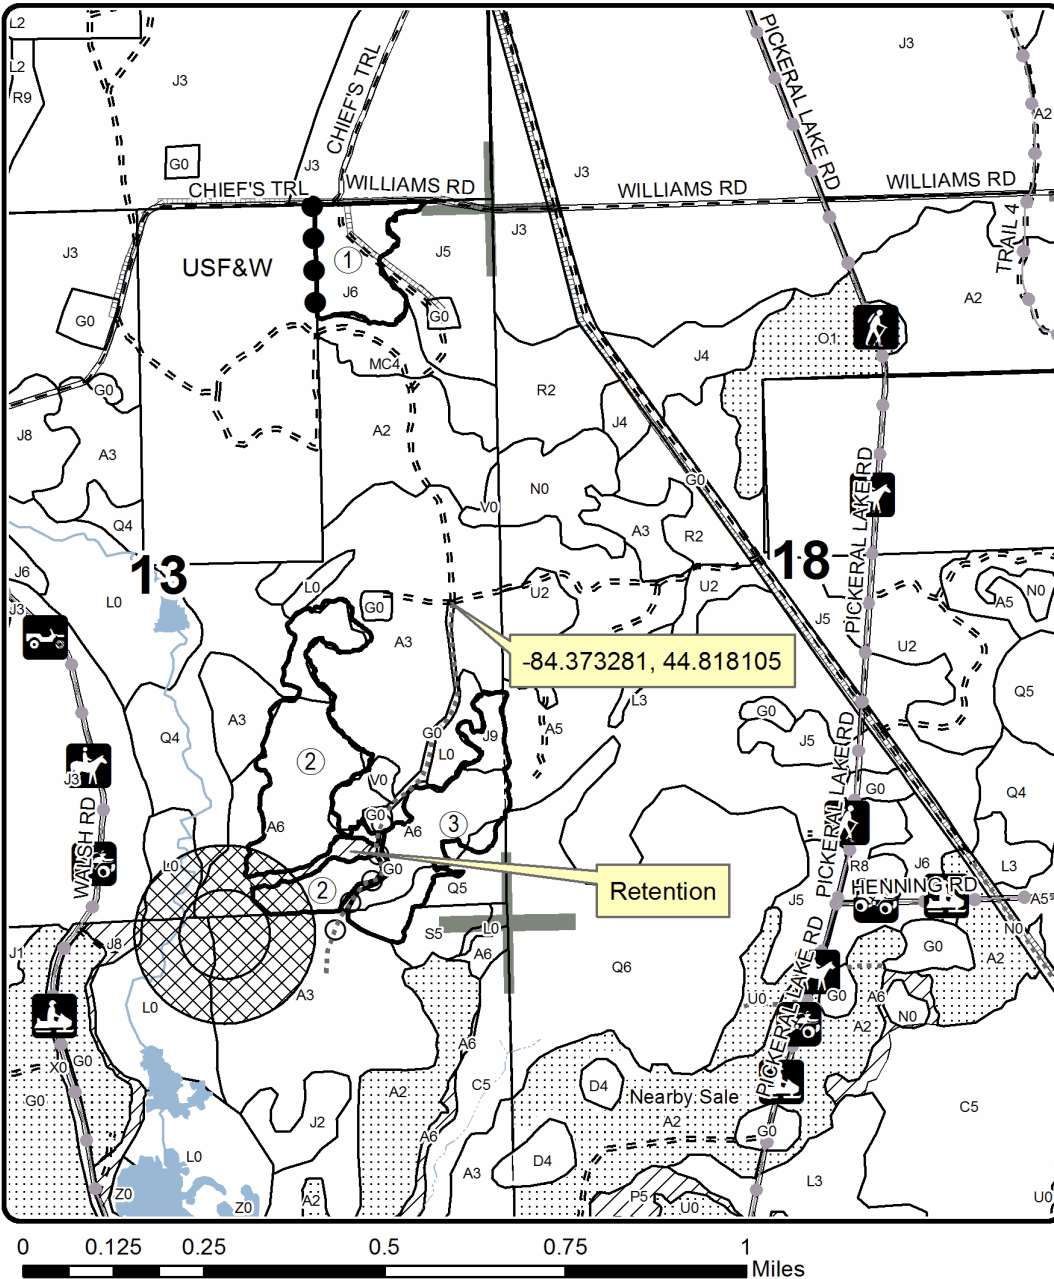 L2
J3
CHIEF'S TRL
PICKERAL LAKE RD
J3
L2
R9
A2
G0
J3
J3
CHIEF'S TRL
WILLIAMS RD
WILLIAMS RD
WILLIAMS RD
J3
J3
J5
TRAIL 4
USF&W
1
J6
A2
G0
G0
O1
MC4
J4
G0
R2
J4
J8
A3
A2
G0
N0
V0
PICKERAL LAKE RD
Q4
A3
R2
13
18
J6
L0
L0
G0
U2
U2
N0
A5
J3
A3
J5
-84.373281, 44.818105
U2
L3
Q5
A3
Q4
G0
J9
A5
G0
J5
L0
PICKERAL LAKE RD
2
V0
J3
G0
Q4
WALSH RD
G0
A6
A6
3
L0
G0
R8
J6
L3
Retention
HENNING RD
2
Q5
J5
A5
S5
L0
N0
J1
J8
A6
G0
A2
PICKERAL LAKE RD
Q6
L0
A3
U0
G0
A6
N0
A2
A6
X0
G0
G0
C5
D4
Nearby Sale
A2
C5
J2
A2
A6
G0
L0
A3
D4
L3
Z0
Z0
A2
P5
U0
U0
0
0.125
0.25
0.5
0.75
1
Miles